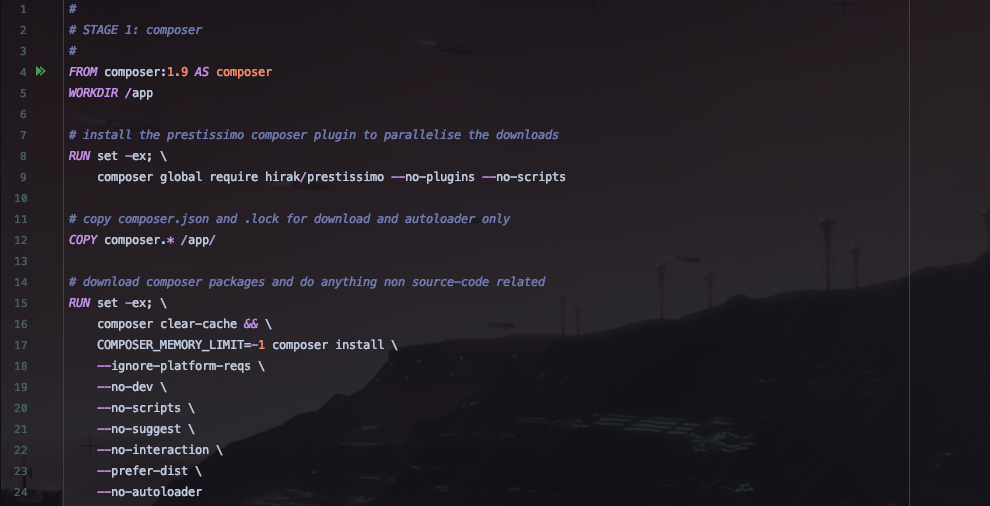 1 #
2 # STAGE 1: composer
3 #
4 FROM composer:1.9 AS composer
5 WORKDIR /app
6
7 # install the prestissimo composer plugin to parallelise the downloads
8 RUN set -ex; \
9 composer global require hirak/prestissimo --no-plugins --no-scripts
10
11 # copy composer.json and .lock for download and autoloader only
12 COPY composer.* /app/
13
14 # download composer packages and do anything non source-code related
15 RUN set -ex; \
16 composer clear-cache && \
17 COMPOSER_MEMORY_LIMIT=-1 composer install \
18 --ignore-platform-reqs \
19 --no-dev \
20 --no-scripts \
21 --no-suggest \
22 --no-interaction \
23 --prefer-dist \
24 --no-autoloader